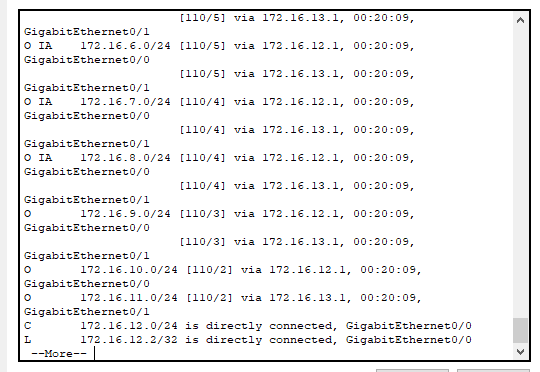 [110/5] via 172.16.13.1, 00:20:09,
GigabitEthernet0/1
O IA 172.16.6.0/24 [110/5] via 172.16.12.1, 00:20:09,
GigabitEthernet0/0
[110/5] via 172.16.13.1, 00:20:09,
GigabitEthernet0/1
O IA 172.16.7.0/24 [110/4] via 172.16.12.1, 00:20:09,
GigabitEthernet0/0
[110/4] via 172.16.13.1, 00:20:09,
GigabitEthernet0/1
O IA 172.16.8.0/24 [110/4] via 172.16.12.1, 00:20:09,
GigabitEthernet0/0
[110/4] via 172.16.13.1, 00:20:09,
GigabitEthernet0/1
O 172.16.9.0/24 [110/3] via 172.16.12.1, 00:20:09,
GigabitEthernet0/0
[110/3] via 172.16.13.1, 00:20:09,
GigabitEthernet0/1
O 172.16.10.0/24 [110/2] via 172.16.12.1, 00:20:09,
GigabitEthernet0/0
O 172.16.11.0/24 [110/2] via 172.16.13.1, 00:20:09,
GigabitEthernet0/1
C 172.16.12.0/24 is directly connected, GigabitEthernet0/0
L 172.16.12.2/32 is directly connected, GigabitEthernet0/0
--More--